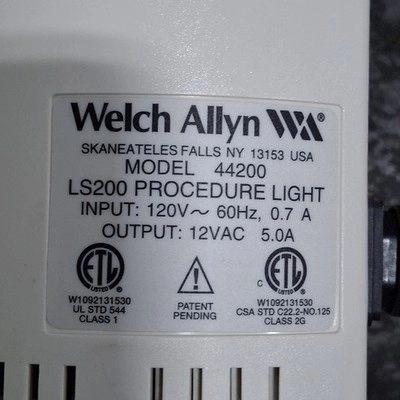 Welch Allyn WA®
SKANEATELES FALLS NY 13153 USA
MODEL 44200
LS200 PROCEDURE LIGHT
INPUT: 120V～ 60Hz, 0.7 A
OUTPUT: 12VAC 5.0A
ETL LISTED
W1092131530
UL STD 544
CLASS 1
!
PATENT
PENDING
C ETL LISTED
W1092131530
CSA STD C22.2-NO.125
CLASS 2G